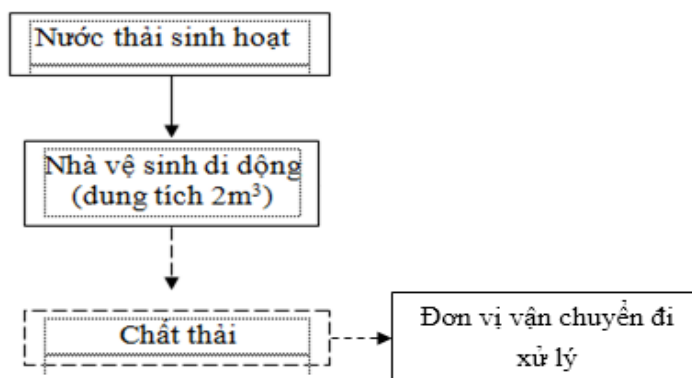 Nước thải sinh hoạt
Nhà vệ sinh di dộng
(dung tích 2m³)
Chất thải
Đơn vị vận chuyển đi
xử lý